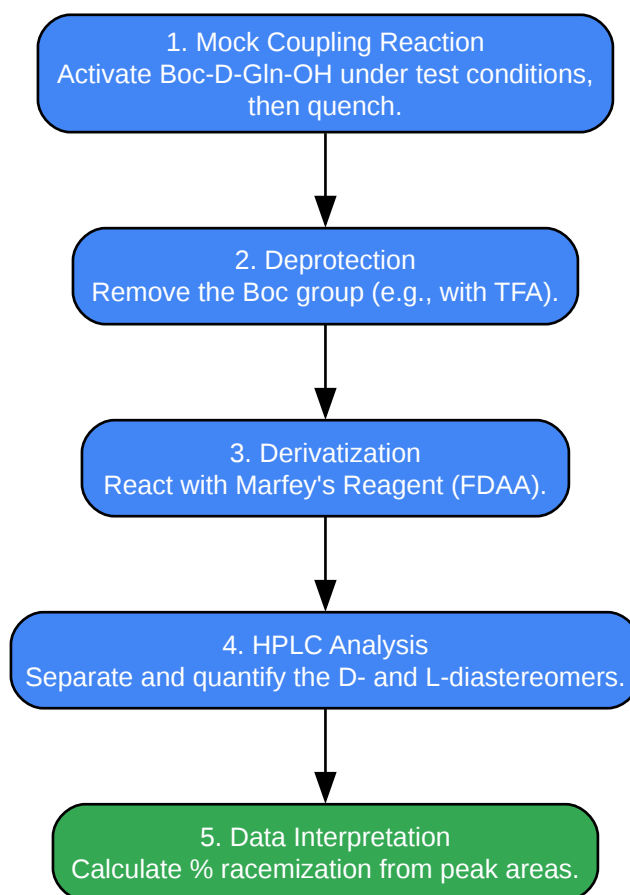 1. Mock Coupling Reaction
Activate Boc-D-Gln-OH under test conditions,
then quench.
2. Deprotection
Remove the Boc group (e.g., with TFA).
3. Derivatization
React with Marfey's Reagent (FDAA).
4. HPLC Analysis
Separate and quantify the D- and L-diastereomers.
5. Data Interpretation
Calculate % racemization from peak areas.